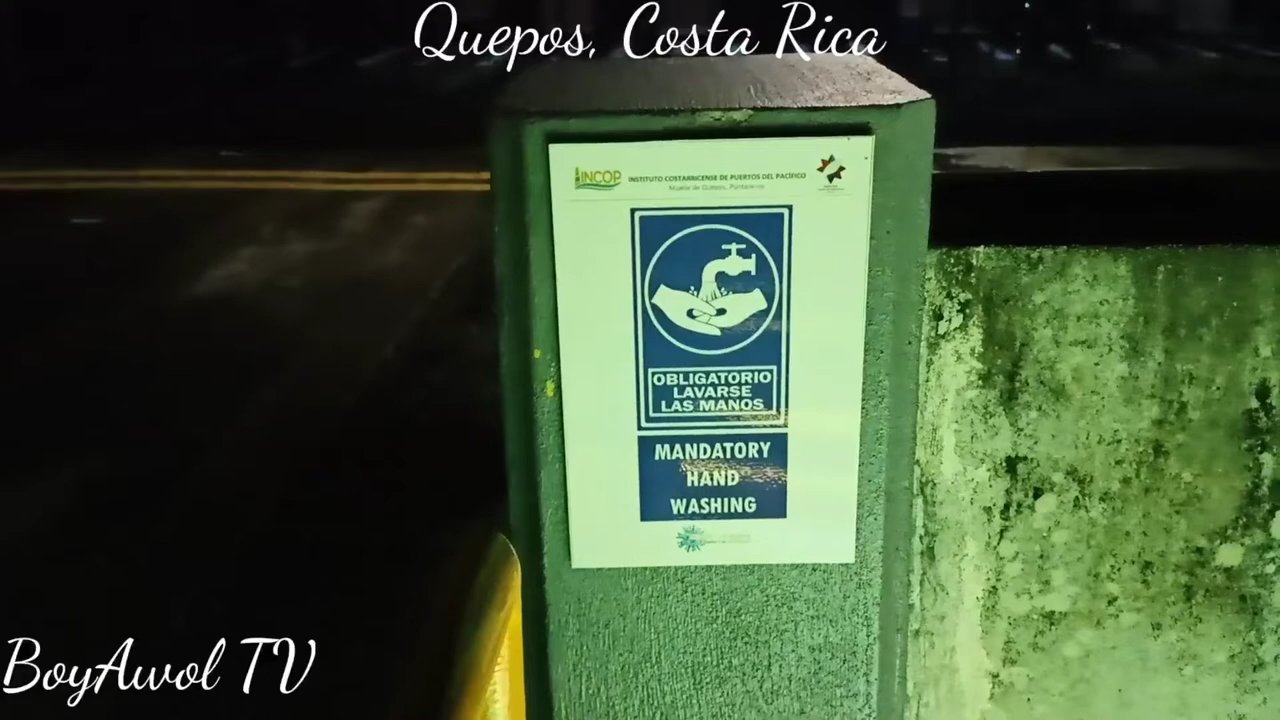 Quepos, Costa Rica
INCOP
INSTITUTO COSTARRICENSE DE PUERTOS DEL PACÍFICO
Muelle de Quepos, Puntarenas
OBLIGATORIO
LAVARSE
LAS MANOS
MANDATORY
HAND
WASHING
BoyAwol TV